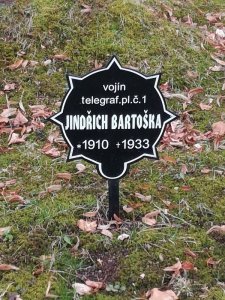 vojín
telegraf.pl.č.1
JINDŘICH BARTOŠKA
*1910 +1933